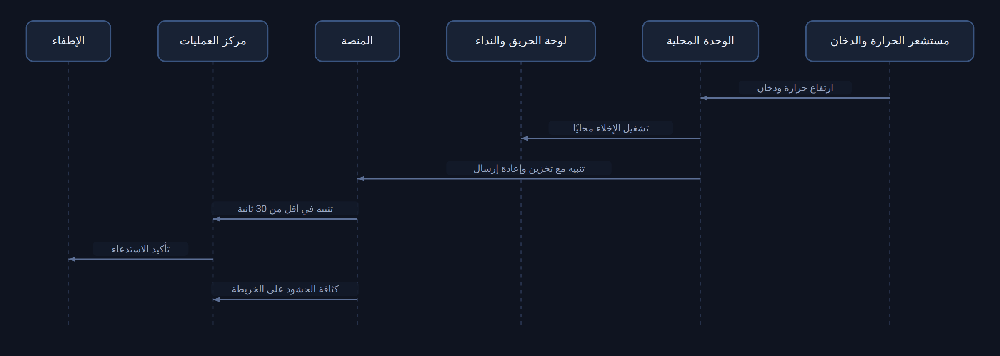 مستشعر الحرارة والدخان
الوحدة المحلية
لوحة الحريق والنداء
المنصة
مركز العمليات
الإطفاء
ارتفاع حرارة ودخان
تشغيل الإخلاء محليًا
تنبيه مع تخزين وإعادة إرسال
تنبيه في أقل من 30 ثانية
تأكيد الاستدعاء
كثافة الحشود على الخريطة